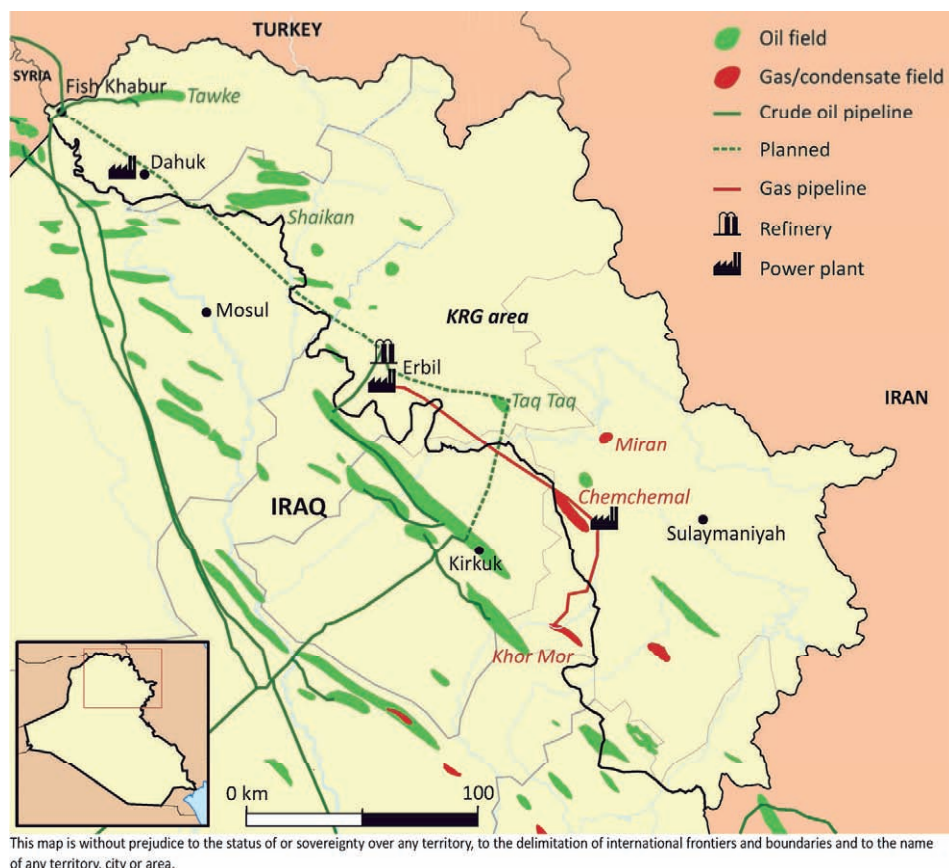 TURKEY
SYRIA
Fish Khabur
Tawke
Dahuk
Shaikan
Mosul
KRG area
Erbil
Taq Taq
IRAN
Miran
Chemchemal
IRAQ
Sulaymaniyah
Kirkuk
Khor Mor
Oil field
Gas/condensate field
Crude oil pipeline
Planned
Gas pipeline
Refinery
Power plant
0 km 100
This map is without prejudice to the status of or sovereignty over any territory, to the delimitation of international frontiers and boundaries and to the name
of any territory, city or area.